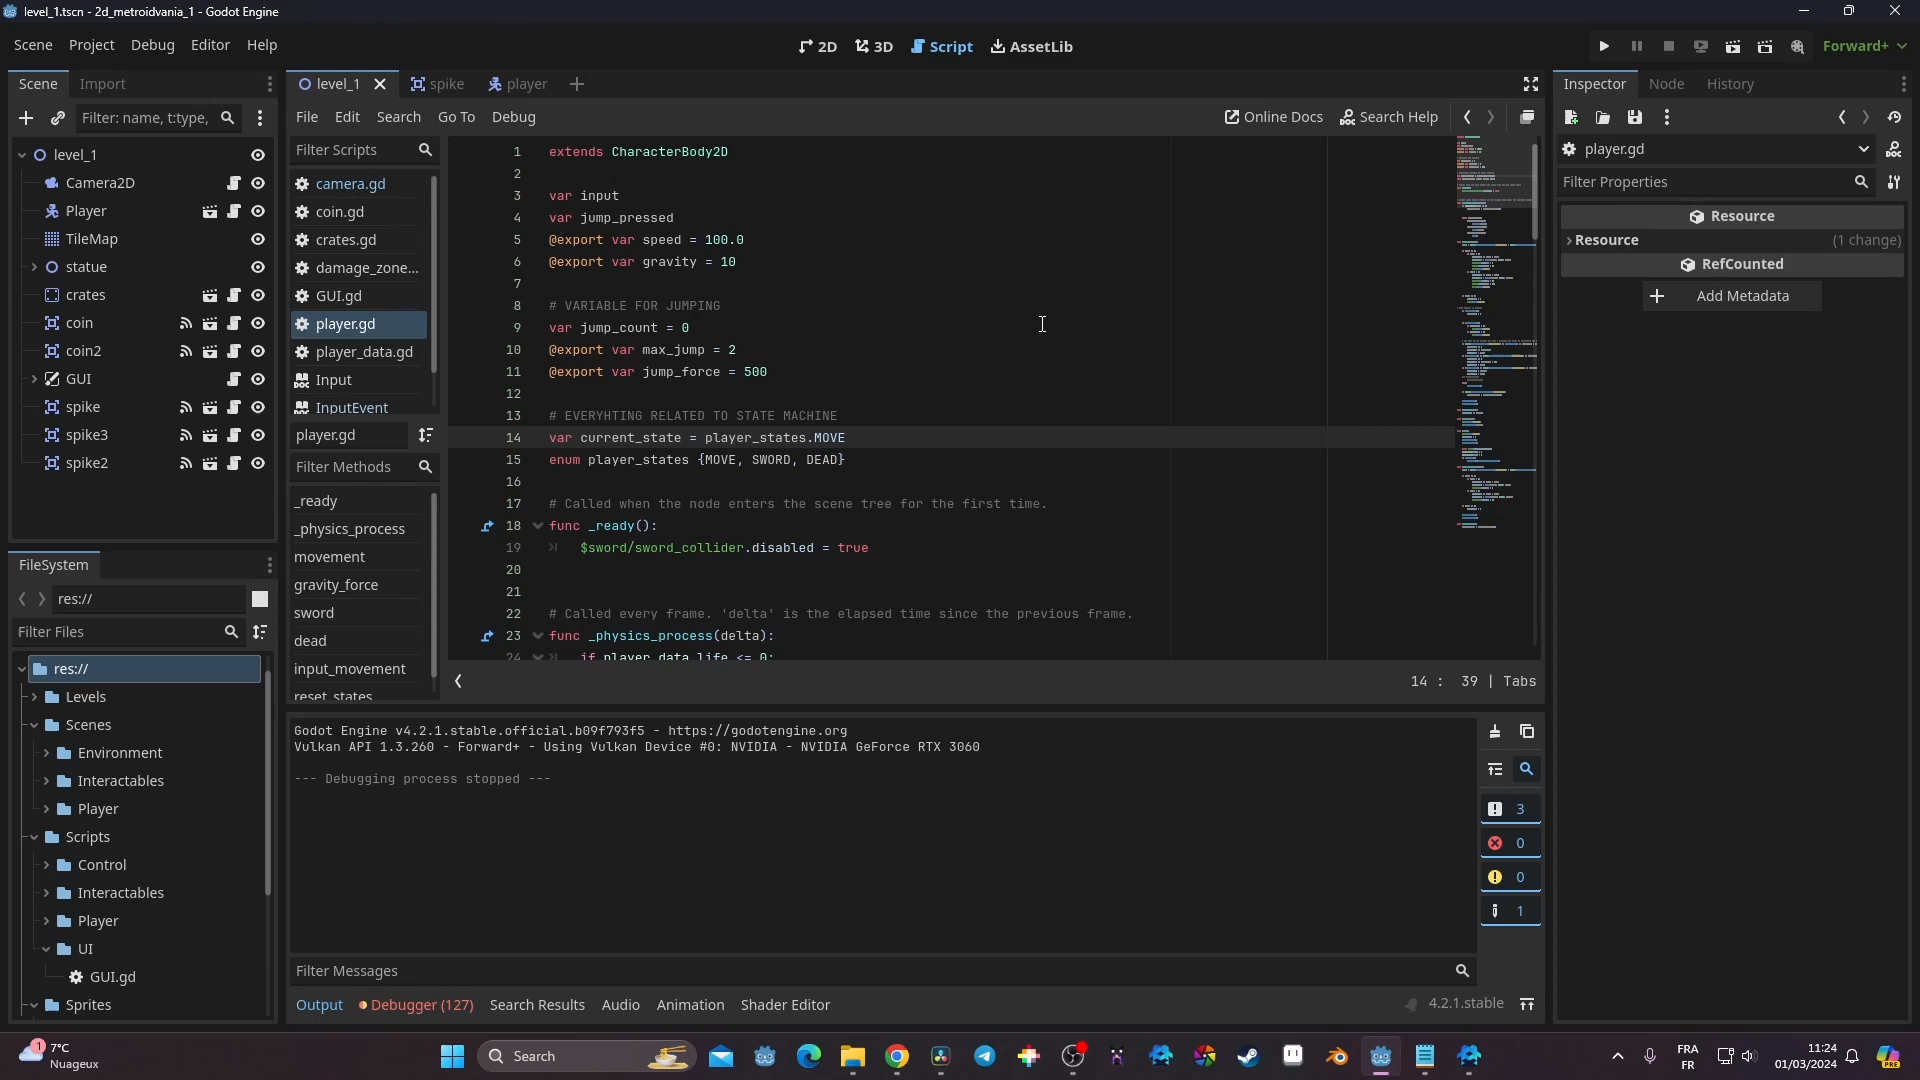 level_1.tscn - 2d_metroidvania_1 - Godot Engine
Scene Project Debug Editor Help
2D 3D Script AssetLib
Forward+
Scene Import
level_1 spike player
Inspector Node History
Filter: name, t:type,
File Edit Search Go To Debug
Online Docs Search Help
level_1
Camera2D
Player
TileMap
statue
crates
coin
coin2
GUI
spike
spike3
spike2
Filter Scripts
camera.gd
coin.gd
crates.gd
damage_zone...
GUI.gd
player.gd
player_data.gd
Input
InputEvent
player.gd
Filter Methods
_ready
_physics_process
movement
gravity_force
sword
dead
input_movement
reset_states
1 extends CharacterBody2D
2
3 var input
4 var jump_pressed
5 @export var speed = 100.0
6 @export var gravity = 10
7
8 # VARIABLE FOR JUMPING
9 var jump_count = 0
10 @export var max_jump = 2
11 @export var jump_force = 500
12
13 # EVERYHTING RELATED TO STATE MACHINE
14 var current_state = player_states.MOVE
15 enum player_states {MOVE, SWORD, DEAD}
16
17 # Called when the node enters the scene tree for the first time.
18 func _ready():
19 $sword/sword_collider.disabled = true
20
21
22 # Called every frame. 'delta' is the elapsed time since the previous frame.
23 func _physics_process(delta):
24 if player_data.life <= 0:
14 : 39 | Tabs
player.gd
Filter Properties
Resource
Resource (1 change)
RefCounted
+ Add Metadata
FileSystem
res://
Filter Files
res://
Levels
Scenes
Environment
Interactables
Player
Scripts
Control
Interactables
Player
UI
GUI.gd
Sprites
Godot Engine v4.2.1.stable.official.b09f793f5 - https://godotengine.org
Vulkan API 1.3.260 - Forward+ - Using Vulkan Device #0: NVIDIA - NVIDIA GeForce RTX 3060
--- Debugging process stopped ---
3
0
0
1
Filter Messages
Output Debugger (127) Search Results Audio Animation Shader Editor
4.2.1.stable
1
7°C
Nuageux
Search
FRA
FR
11:24
01/03/2024
PRE